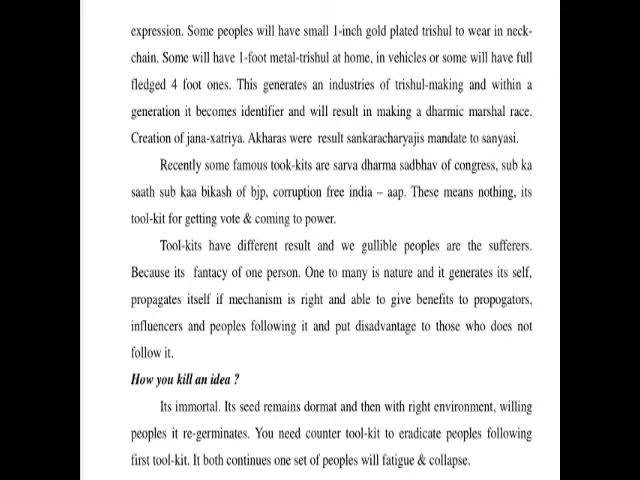 expression. Some peoples will have small 1-inch gold plated trishul to wear in neck-
chain. Some will have 1-foot metal-trishul at home, in vehicles or some will have full
fledged 4 foot ones. This generates an industries of trishul-making and within a
generation it becomes identifier and will result in making a dharmic marshal race.
Creation of jana-xatriya. Akharas were result sankaracharyajis mandate to sanyasi.
Recently some famous took-kits are sarva dharma sadbhav of congress, sub ka
saath sub kaa bikash of bjp, corruption free india – aap. These means nothing, its
tool-kit for getting vote & coming to power.
Tool-kits have different result and we gullible peoples are the sufferers.
Because its fantacy of one person. One to many is nature and it generates its self,
propagates itself if mechanism is right and able to give benefits to propogators,
influencers and peoples following it and put disadvantage to those who does not
follow it.
How you kill an idea ?
Its immortal. Its seed remains dormat and then with right environment, willing
peoples it re-germinates. You need counter tool-kit to eradicate peoples following
first tool-kit. It both continues one set of peoples will fatigue & collapse.